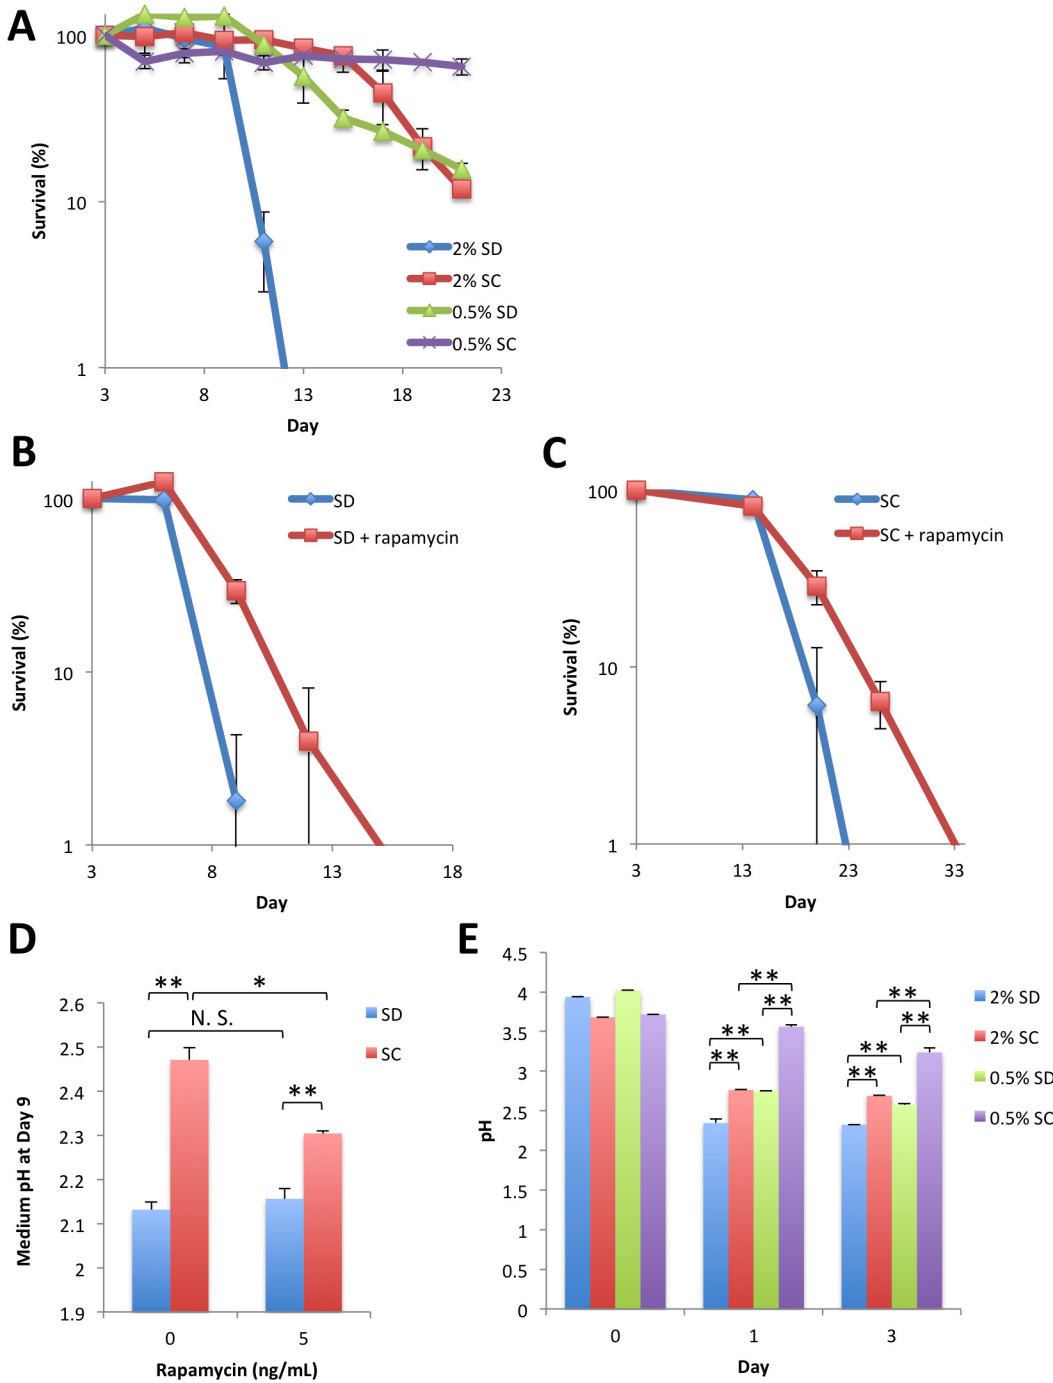 A
100
10
1
Survival (%)
3 8 13 18 23
Day
2% SD
2% SC
0.5% SD
0.5% SC
B
100
10
1
Survival (%)
3 8 13 18
Day
SD
SD + rapamycin
C
100
10
1
Survival (%)
3 13 23 33
Day
SC
SC + rapamycin
D
2.6
2.5
2.4
2.3
2.2
2.1
2
1.9
Medium pH at Day 9
** *
N. S.
**
0 5
Rapamycin (ng/mL)
SD
SC
E
4.5
4
3.5
3
2.5
2
1.5
1
0.5
0
pH
**
**
**
**
**
**
**
**
0 1 3
Day
2% SD
2% SC
0.5% SD
0.5% SC